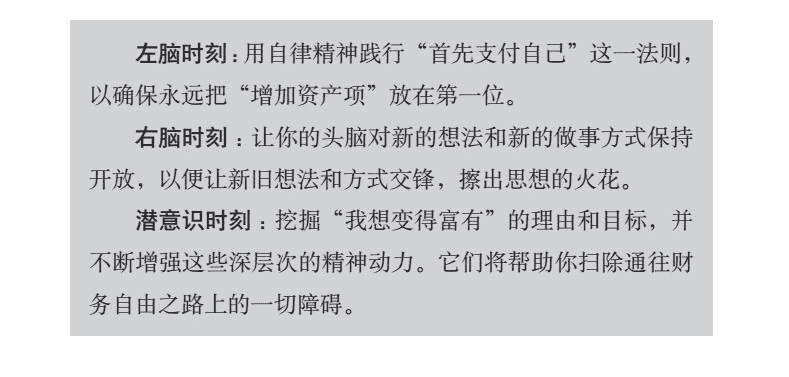 左脑时刻：用自律精神践行“首先支付自己”这一法则，
以确保永远把“增加资产项”放在第一位。
右脑时刻：让你的头脑对新的想法和新的做事方式保持
开放，以便让新旧想法和方式交锋，擦出思想的火花。
潜意识时刻：挖掘“我想变得富有”的理由和目标，并
不断增强这些深层次的精神动力。它们将帮助你扫除通往财
务自由之路上的一切障碍。